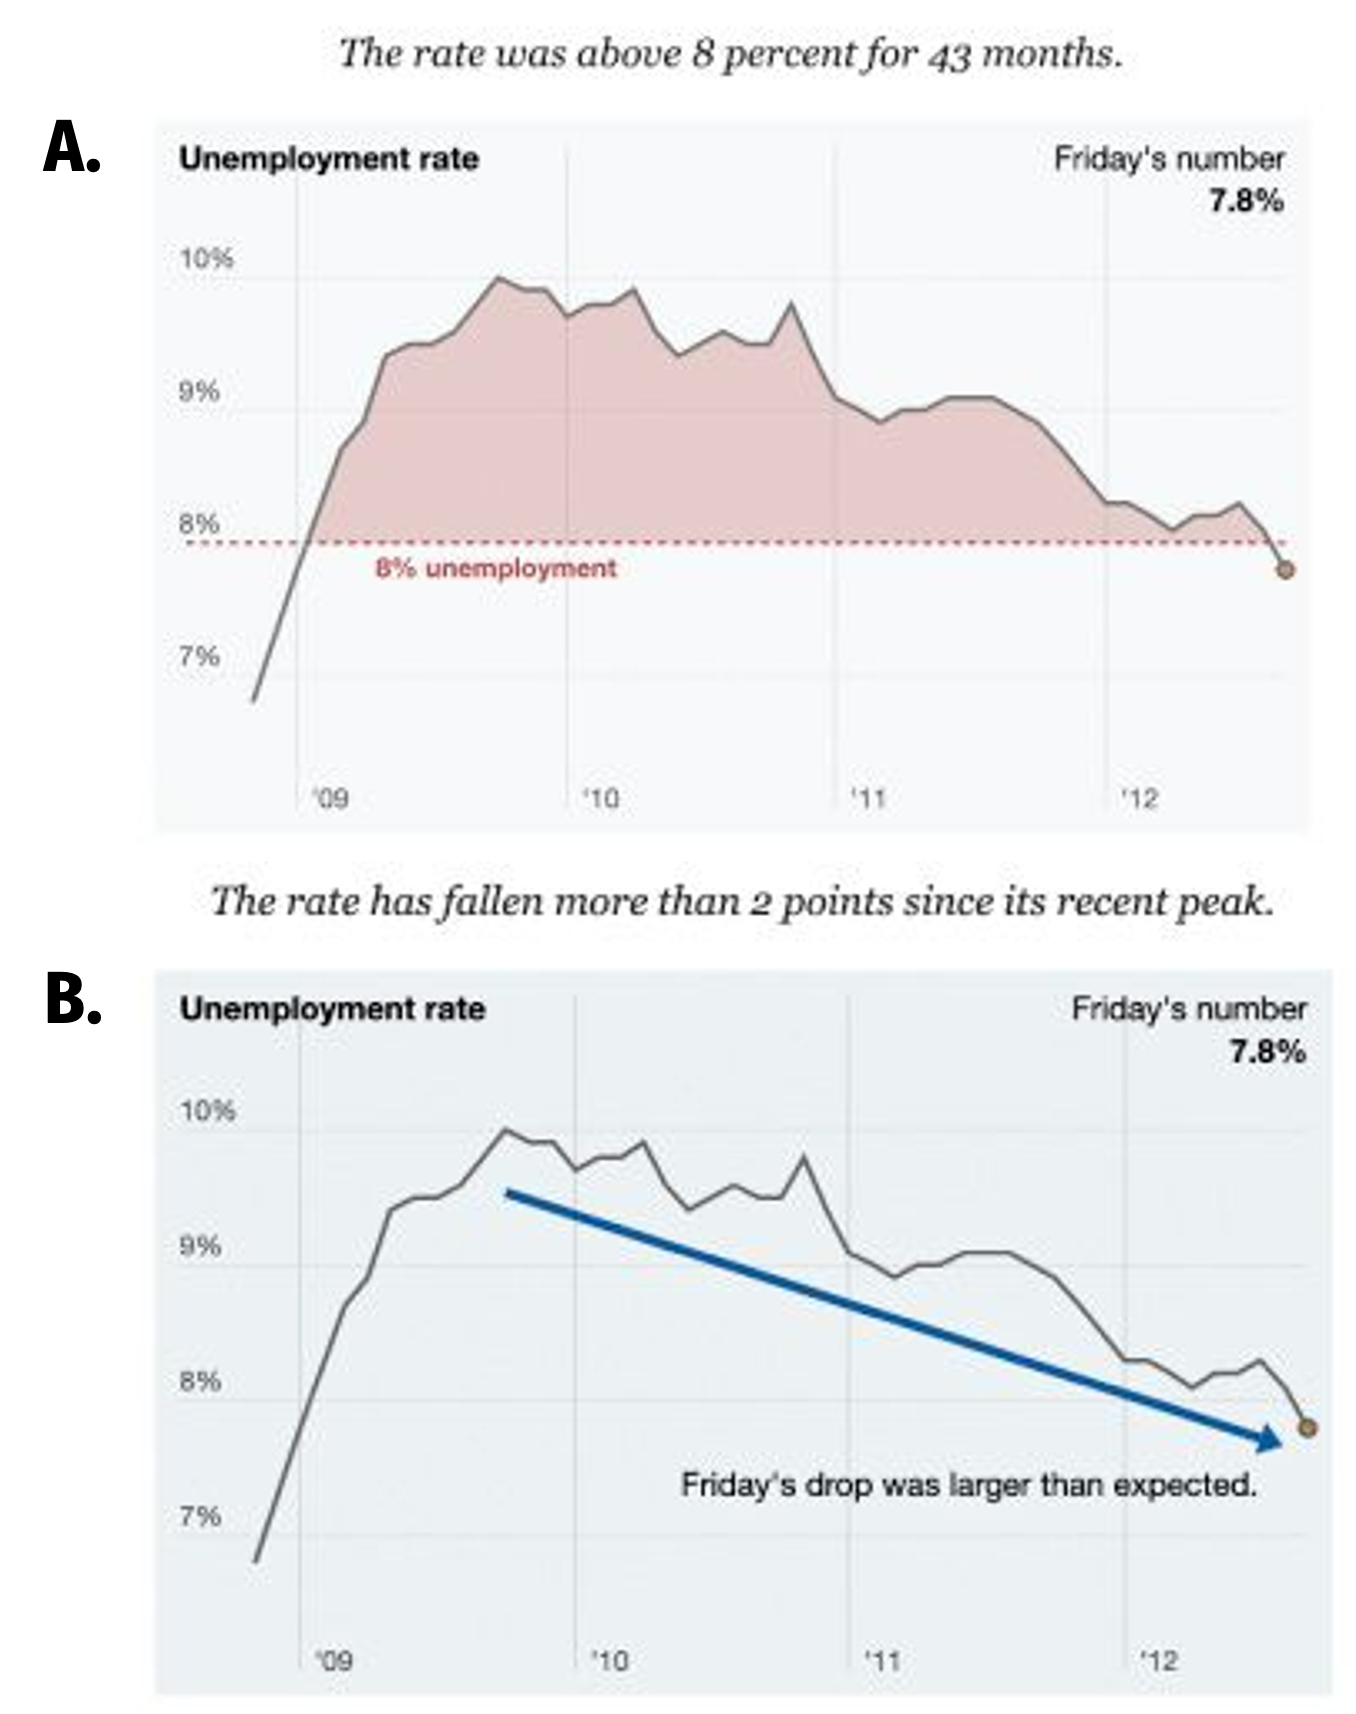 The rate was above 8 percent for 43 months.
A.
Unemployment rate
Friday's number
7.8%
10%
9%
8%
8% unemployment
7%
'09
'10
'11
'12
The rate has fallen more than 2 points since its recent peak.
B.
Unemployment rate
Friday's number
7.8%
10%
9%
8%
Friday's drop was larger than expected.
7%
'09
'10
'11
'12